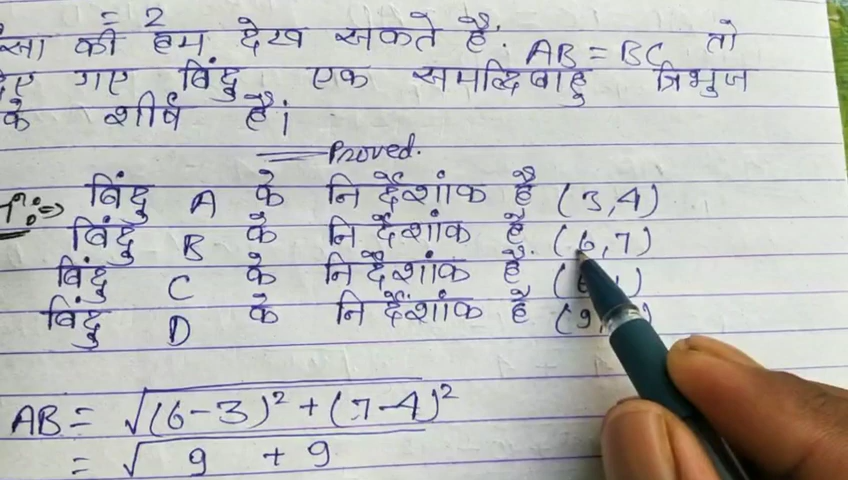 = 2
की हम देख सकते है. AB = BC तो
गए बिंदु एक समद्विबाहु त्रिभुज
के शीर्ष है।
Proved.
बिंदु A के निर्देशांक है (3,4)
बिंदु B के निर्देशांक है. (6,7)
बिंदु C के निर्देशांक है. (
बिंदु D के निर्देशांक है (9,
AB = √(6-3)² + (7-4)²
= √ 9 + 9